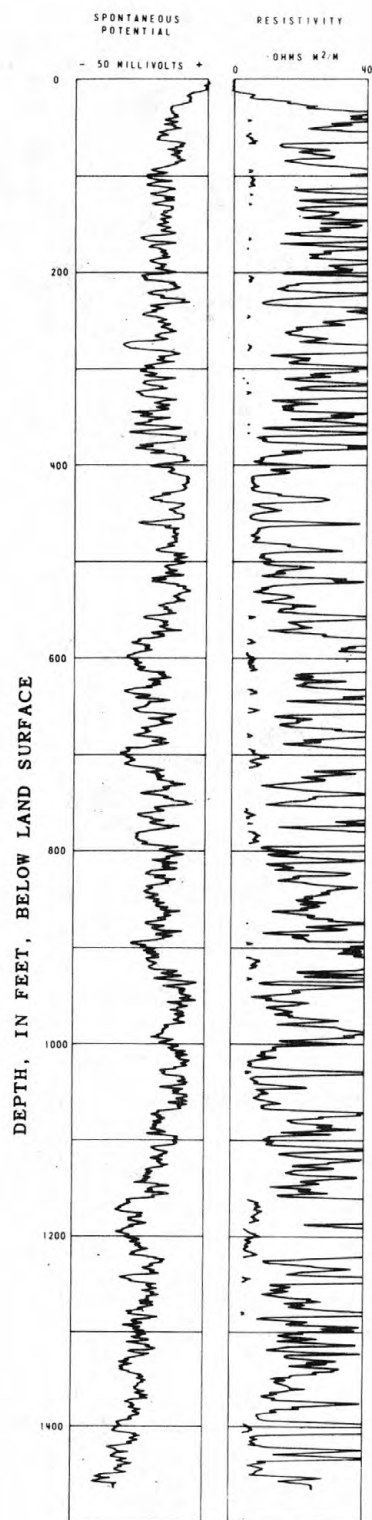 SPONTANEOUS
POTENTIAL
RESISTIVITY
- 50 MILLIVOLTS +
OHMS M²/M
0
0
40
200
400
600
800
1000
1200
1400
DEPTH, IN FEET, BELOW LAND SURFACE